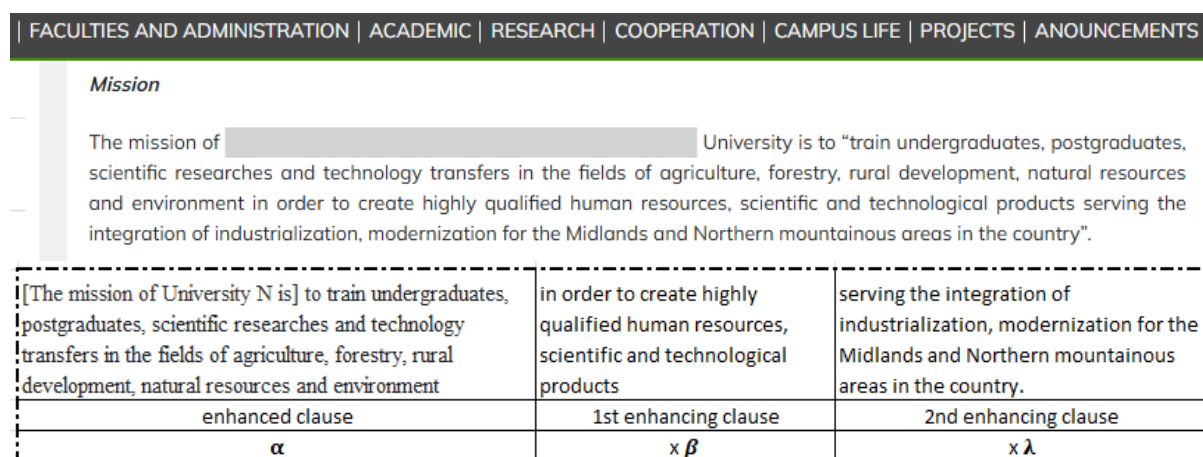 | FACULTIES AND ADMINISTRATION | ACADEMIC | RESEARCH | COOPERATION | CAMPUS LIFE | PROJECTS | ANOUNCEMENTS
Mission
The mission of University is to “train undergraduates, postgraduates,
scientific researches and technology transfers in the fields of agriculture, forestry, rural development, natural resources
and environment in order to create highly qualified human resources, scientific and technological products serving the
integration of industrialization, modernization for the Midlands and Northern mountainous areas in the country”.
[The mission of University N is] to train undergraduates,
postgraduates, scientific researches and technology
transfers in the fields of agriculture, forestry, rural
development, natural resources and environment
in order to create highly
qualified human resources,
scientific and technological
products
serving the integration of
industrialization, modernization for the
Midlands and Northern mountainous
areas in the country.
enhanced clause
1st enhancing clause
2nd enhancing clause
α
x β
x λ